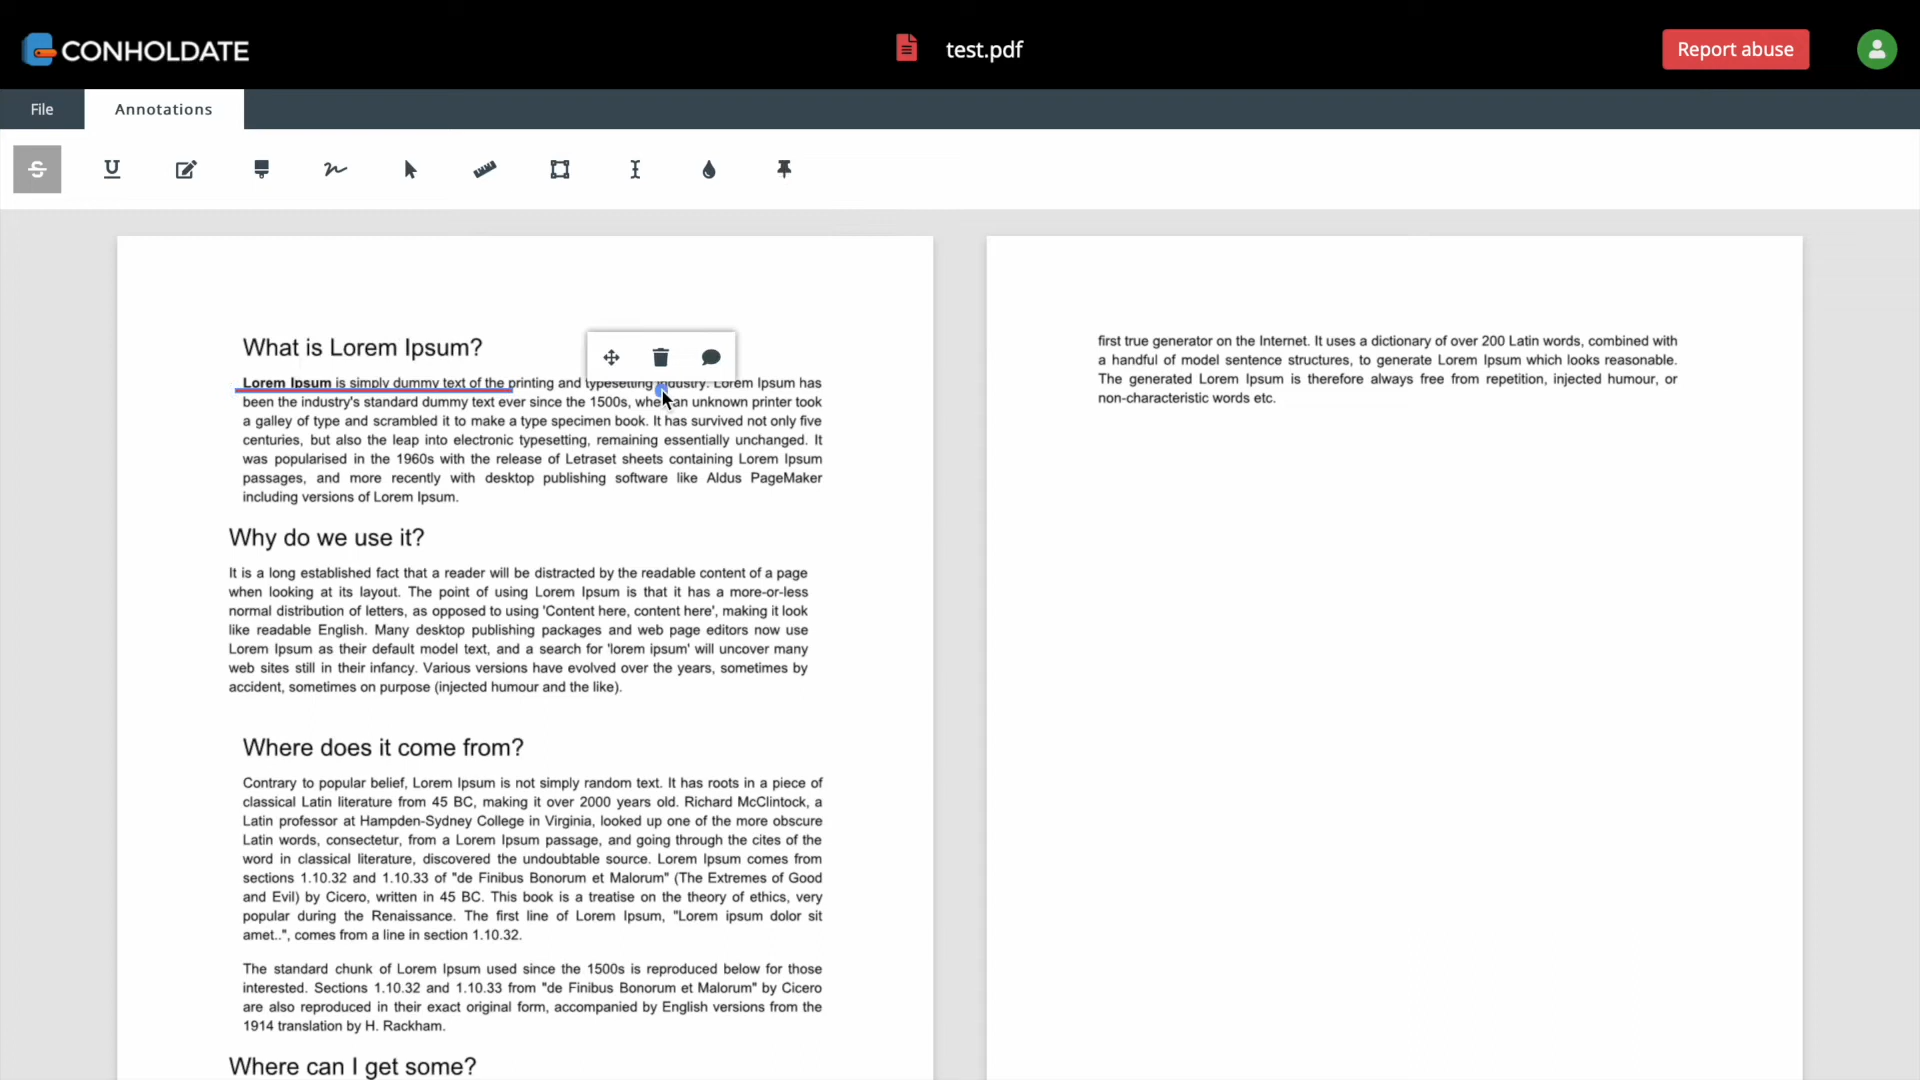 CONHOLDATE
test.pdf
Report abuse
File
Annotations
What is Lorem Ipsum?
Lorem Ipsum is simply dummy text of the printing and typesetting industry. Lorem Ipsum has
been the industry's standard dummy text ever since the 1500s, when an unknown printer took
a galley of type and scrambled it to make a type specimen book. It has survived not only five
centuries, but also the leap into electronic typesetting, remaining essentially unchanged. It
was popularised in the 1960s with the release of Letraset sheets containing Lorem Ipsum
passages, and more recently with desktop publishing software like Aldus PageMaker
including versions of Lorem Ipsum.
Why do we use it?
It is a long established fact that a reader will be distracted by the readable content of a page
when looking at its layout. The point of using Lorem Ipsum is that it has a more-or-less
normal distribution of letters, as opposed to using 'Content here, content here', making it look
like readable English. Many desktop publishing packages and web page editors now use
Lorem Ipsum as their default model text, and a search for 'lorem ipsum' will uncover many
web sites still in their infancy. Various versions have evolved over the years, sometimes by
accident, sometimes on purpose (injected humour and the like).
Where does it come from?
Contrary to popular belief, Lorem Ipsum is not simply random text. It has roots in a piece of
classical Latin literature from 45 BC, making it over 2000 years old. Richard McClintock, a
Latin professor at Hampden-Sydney College in Virginia, looked up one of the more obscure
Latin words, consectetur, from a Lorem Ipsum passage, and going through the cites of the
word in classical literature, discovered the undoubtable source. Lorem Ipsum comes from
sections 1.10.32 and 1.10.33 of "de Finibus Bonorum et Malorum" (The Extremes of Good
and Evil) by Cicero, written in 45 BC. This book is a treatise on the theory of ethics, very
popular during the Renaissance. The first line of Lorem Ipsum, "Lorem ipsum dolor sit
amet..", comes from a line in section 1.10.32.
The standard chunk of Lorem Ipsum used since the 1500s is reproduced below for those
interested. Sections 1.10.32 and 1.10.33 from "de Finibus Bonorum et Malorum" by Cicero
are also reproduced in their exact original form, accompanied by English versions from the
1914 translation by H. Rackham.
Where can I get some?
first true generator on the Internet. It uses a dictionary of over 200 Latin words, combined with
a handful of model sentence structures, to generate Lorem Ipsum which looks reasonable.
The generated Lorem Ipsum is therefore always free from repetition, injected humour, or
non-characteristic words etc.